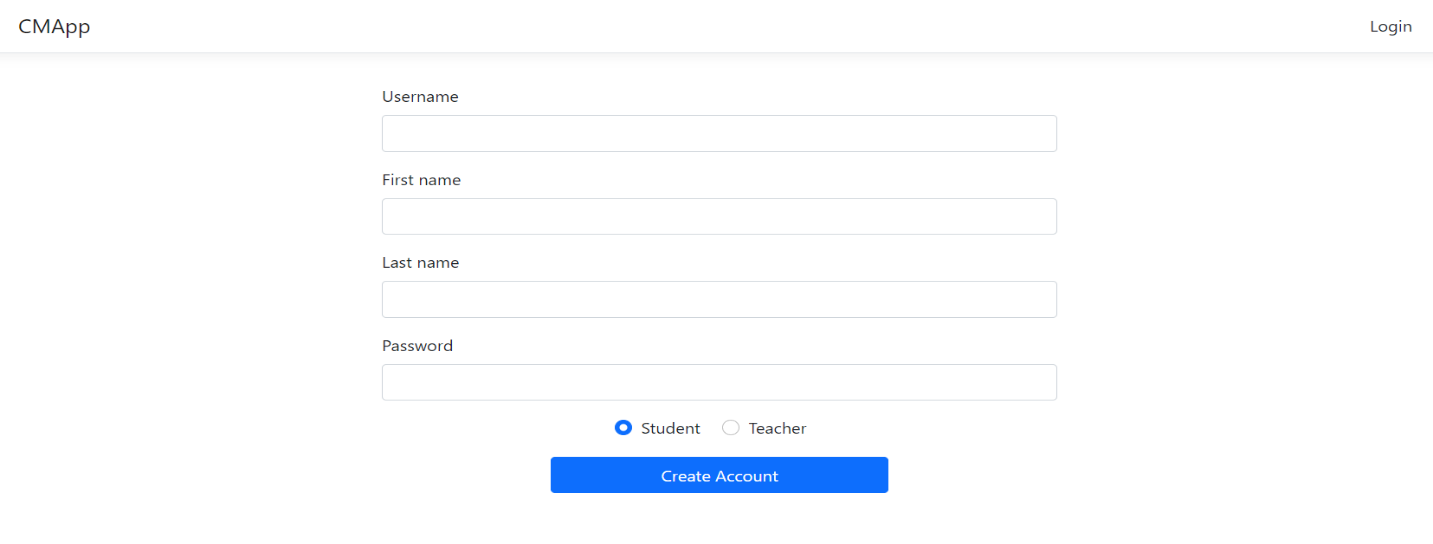 CMApp Login
Username
First name
Last name
Password
Student Teacher
Create Account